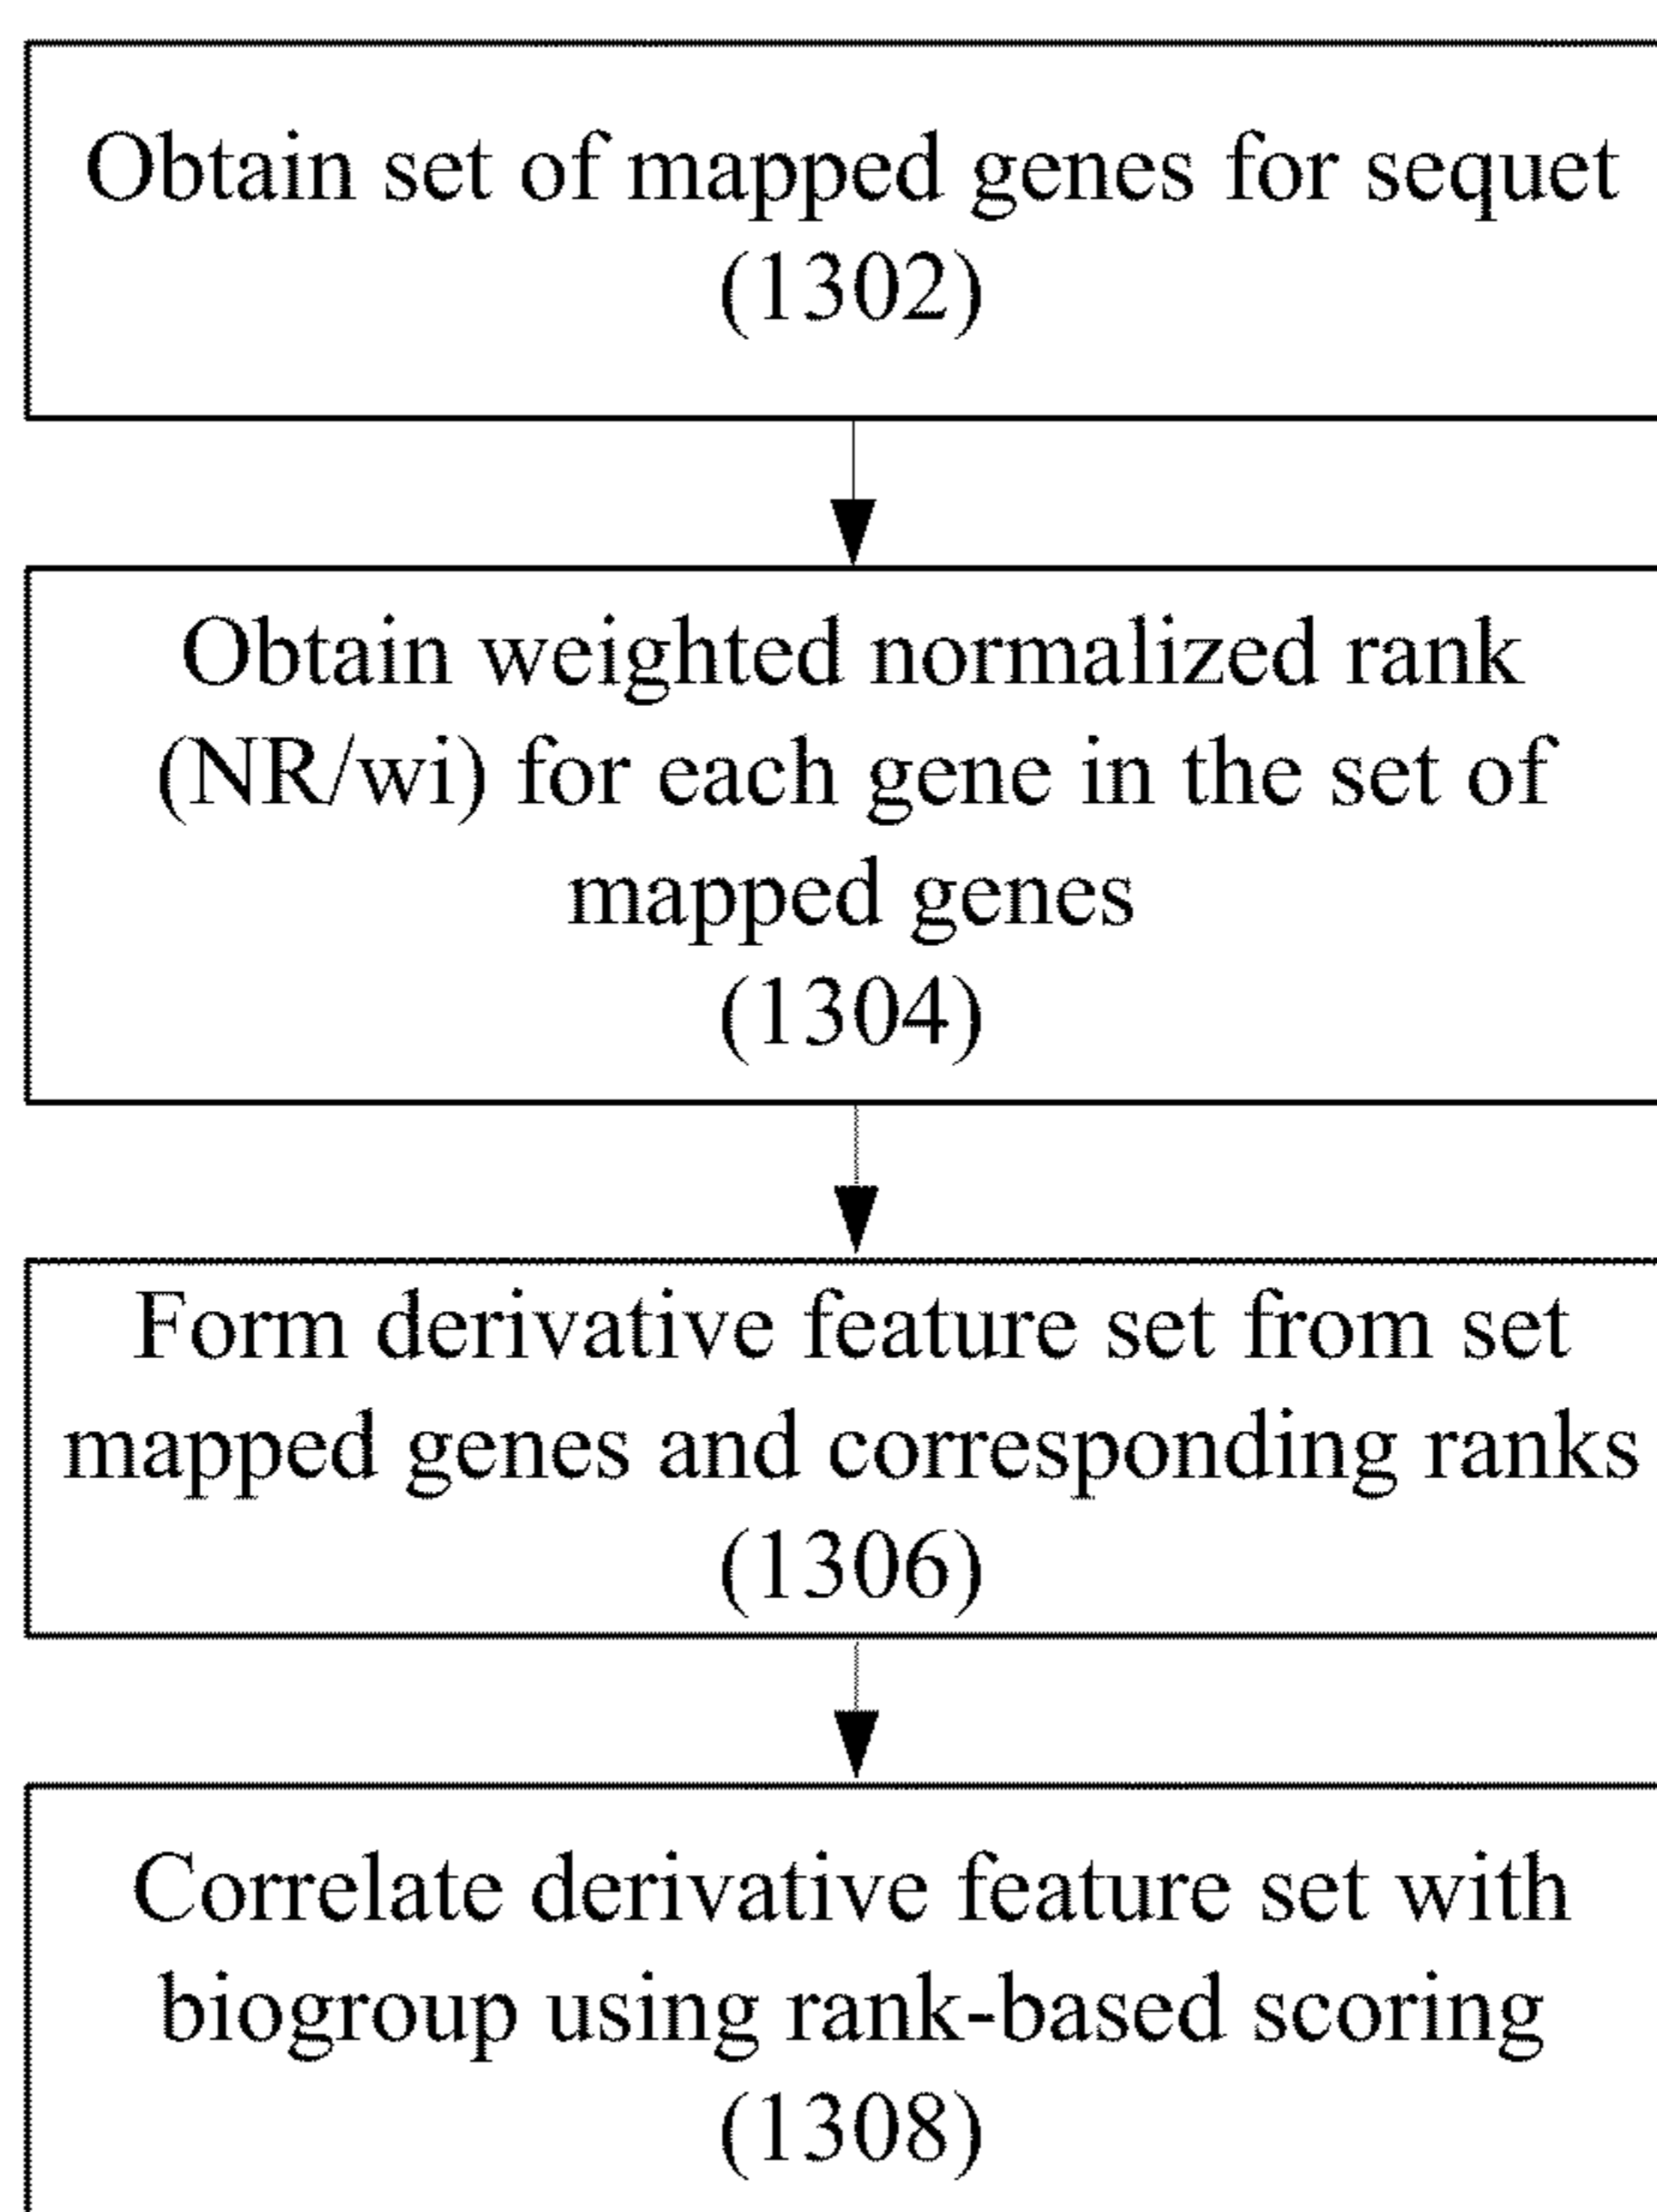 Obtain set of mapped genes for sequet
(1302)
Obtain weighted normalized rank
(NR/wi) for each gene in the set of
mapped genes
(1304)
Form derivative feature set from set
mapped genes and corresponding ranks
(1306)
Correlate derivative feature set with
biogroup using rank-based scoring
(1308)